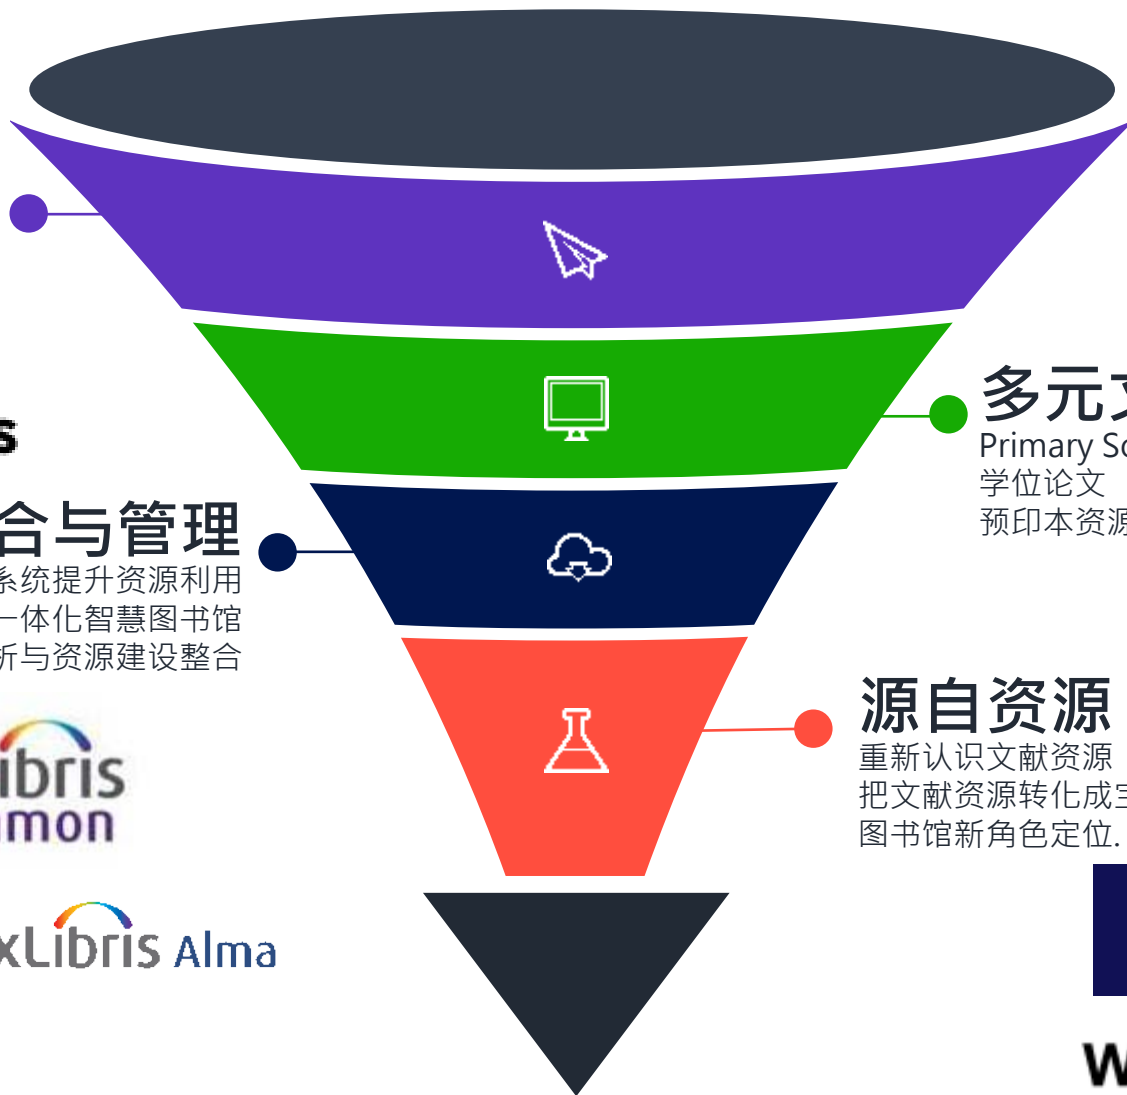 s
合与管理
系统提升资源利用
一体化智慧图书馆
析与资源建设整合
ibris
mon
xLibris Alma
多元
Primary So
学位论文
预印本资源
源自资源
重新认识文献资源
把文献资源转化成
图书馆新角色定位.
W